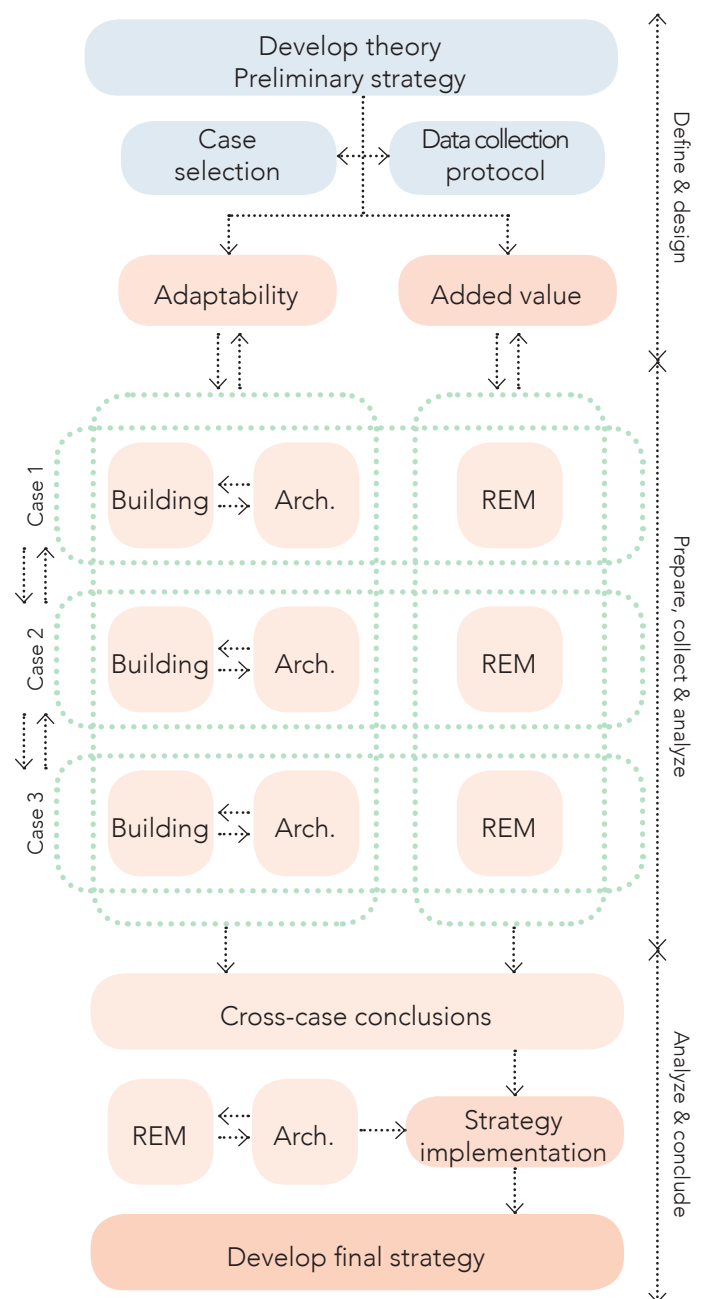 Develop theory
Preliminary strategy
Case
selection
Data collection
protocol
Define & design
Adaptability
Added value
Case 1
Building
Arch.
REM
Prepare, collect & analyze
Case 2
Building
Arch.
REM
Case 3
Building
Arch.
REM
Cross-case conclusions
Analyze & conclude
REM
Arch.
Strategy
implementation
Develop final strategy